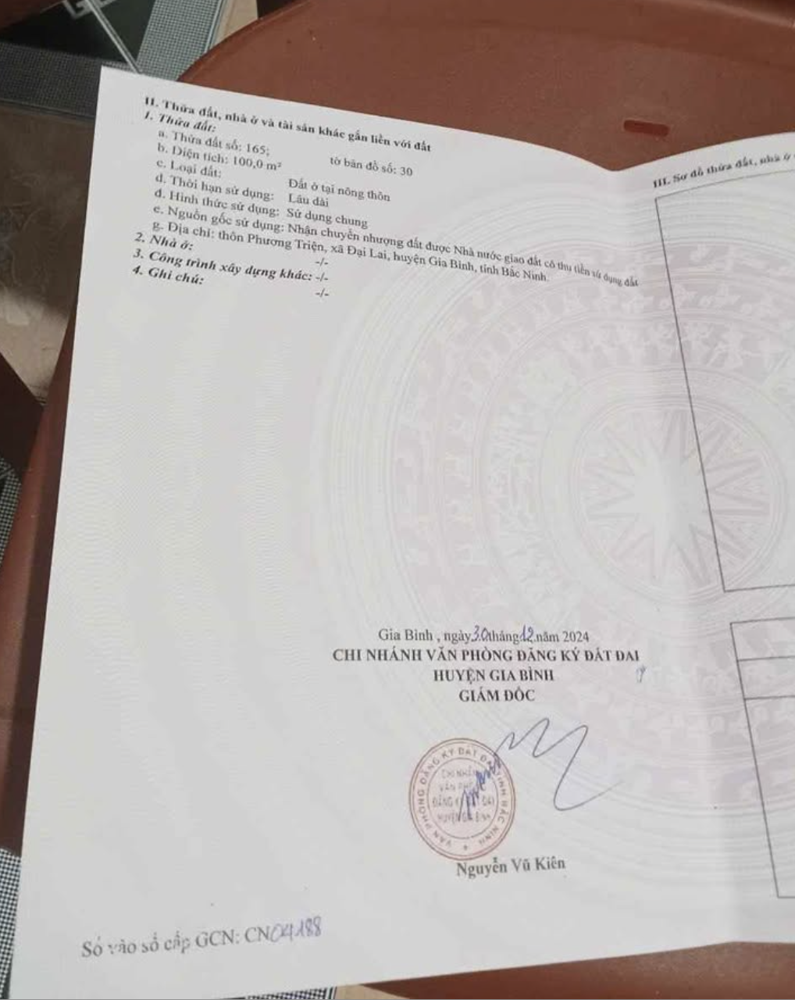 II. Thửa đất, nhà ở và tài sản khác gắn liền với đất
1. Thửa đất:
a. Thửa đất số: 165; tờ bản đồ số: 30
b. Diện tích: 100,0 m²
c. Loại đất: Đất ở tại nông thôn
d. Thời hạn sử dụng: Lâu dài
đ. Hình thức sử dụng: Sử dụng chung
e. Nguồn gốc sử dụng: Nhận chuyển nhượng đất được Nhà nước giao đất có thu tiền sử dụng đất
g. Địa chỉ: thôn Phương Triện, xã Đại Lai, huyện Gia Bình, tỉnh Bắc Ninh.
2. Nhà ở: -/-
3. Công trình xây dựng khác: -/-
4. Ghi chú: -/-
Gia Bình , ngày 30 tháng 12 năm 2024
CHI NHÁNH VĂN PHÒNG ĐĂNG KÝ ĐẤT ĐAI
HUYỆN GIA BÌNH
GIÁM ĐỐC
VĂN PHÒNG ĐĂNG KÝ ĐẤT ĐAI TỈNH BẮC NINH
CHI NHÁNH
VĂN PHÒNG
ĐĂNG KÝ ĐẤT ĐAI
HUYỆN GIA BÌNH
Nguyễn Vũ Kiên
Số vào sổ cấp GCN: CN04188
III. Sơ đồ thửa đất, nhà ở